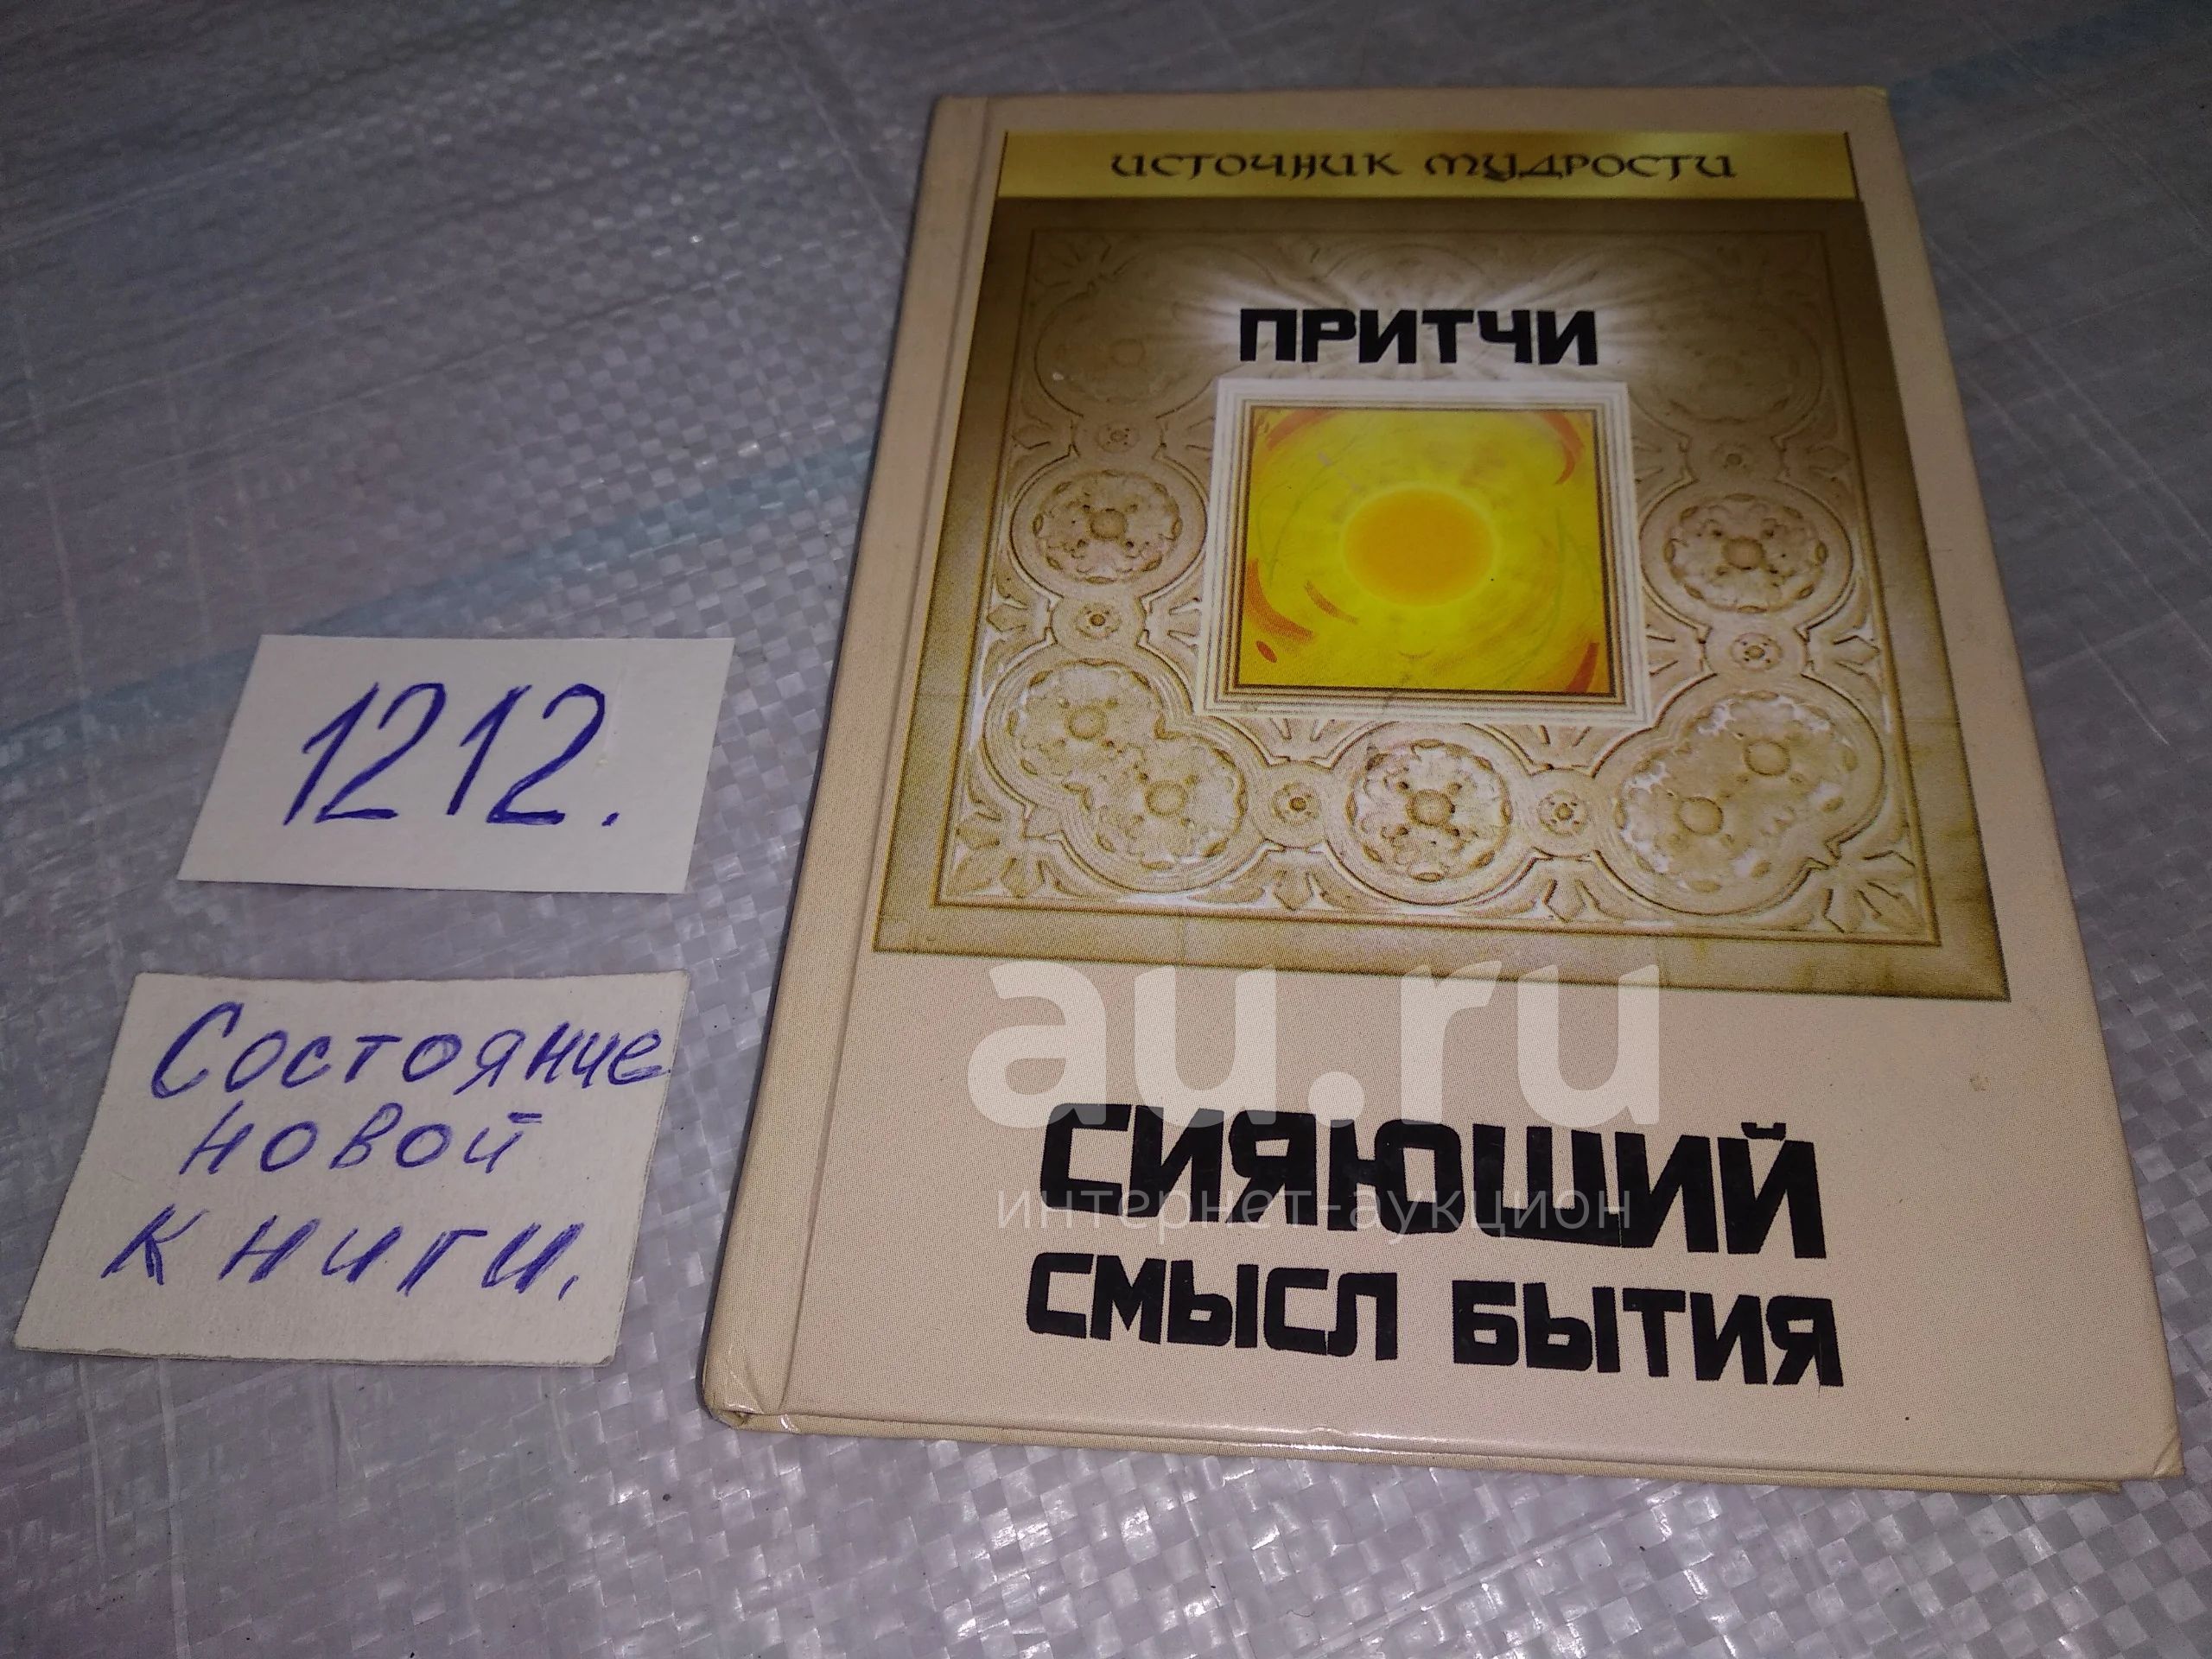 ИСТОЧНИК МУДРОСТИ
ПРИТЧИ
1212.
Состояние
новой
книги.
au.ru
интернет-аукцион
СИЯЮЩИЙ
СМЫСЛ БЫТИЯ